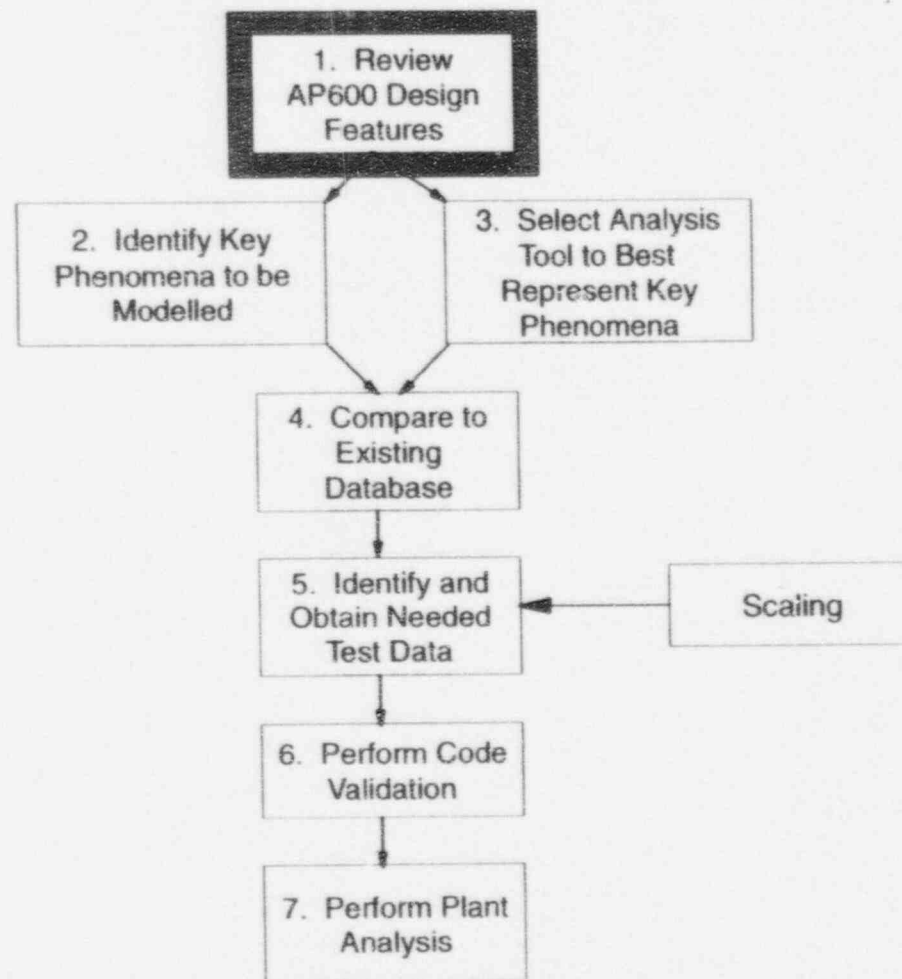 1. Review
AP600 Design
Features
2. Identify Key
Phenomena to be
Modelled
3. Select Analysis
Tool to Best
Represent Key
Phenomena
4. Compare to
Existing
Database
5. Identify and
Obtain Needed
Test Data
Scaling
6. Perform Code
Validation
7. Perform Plant
Analysis